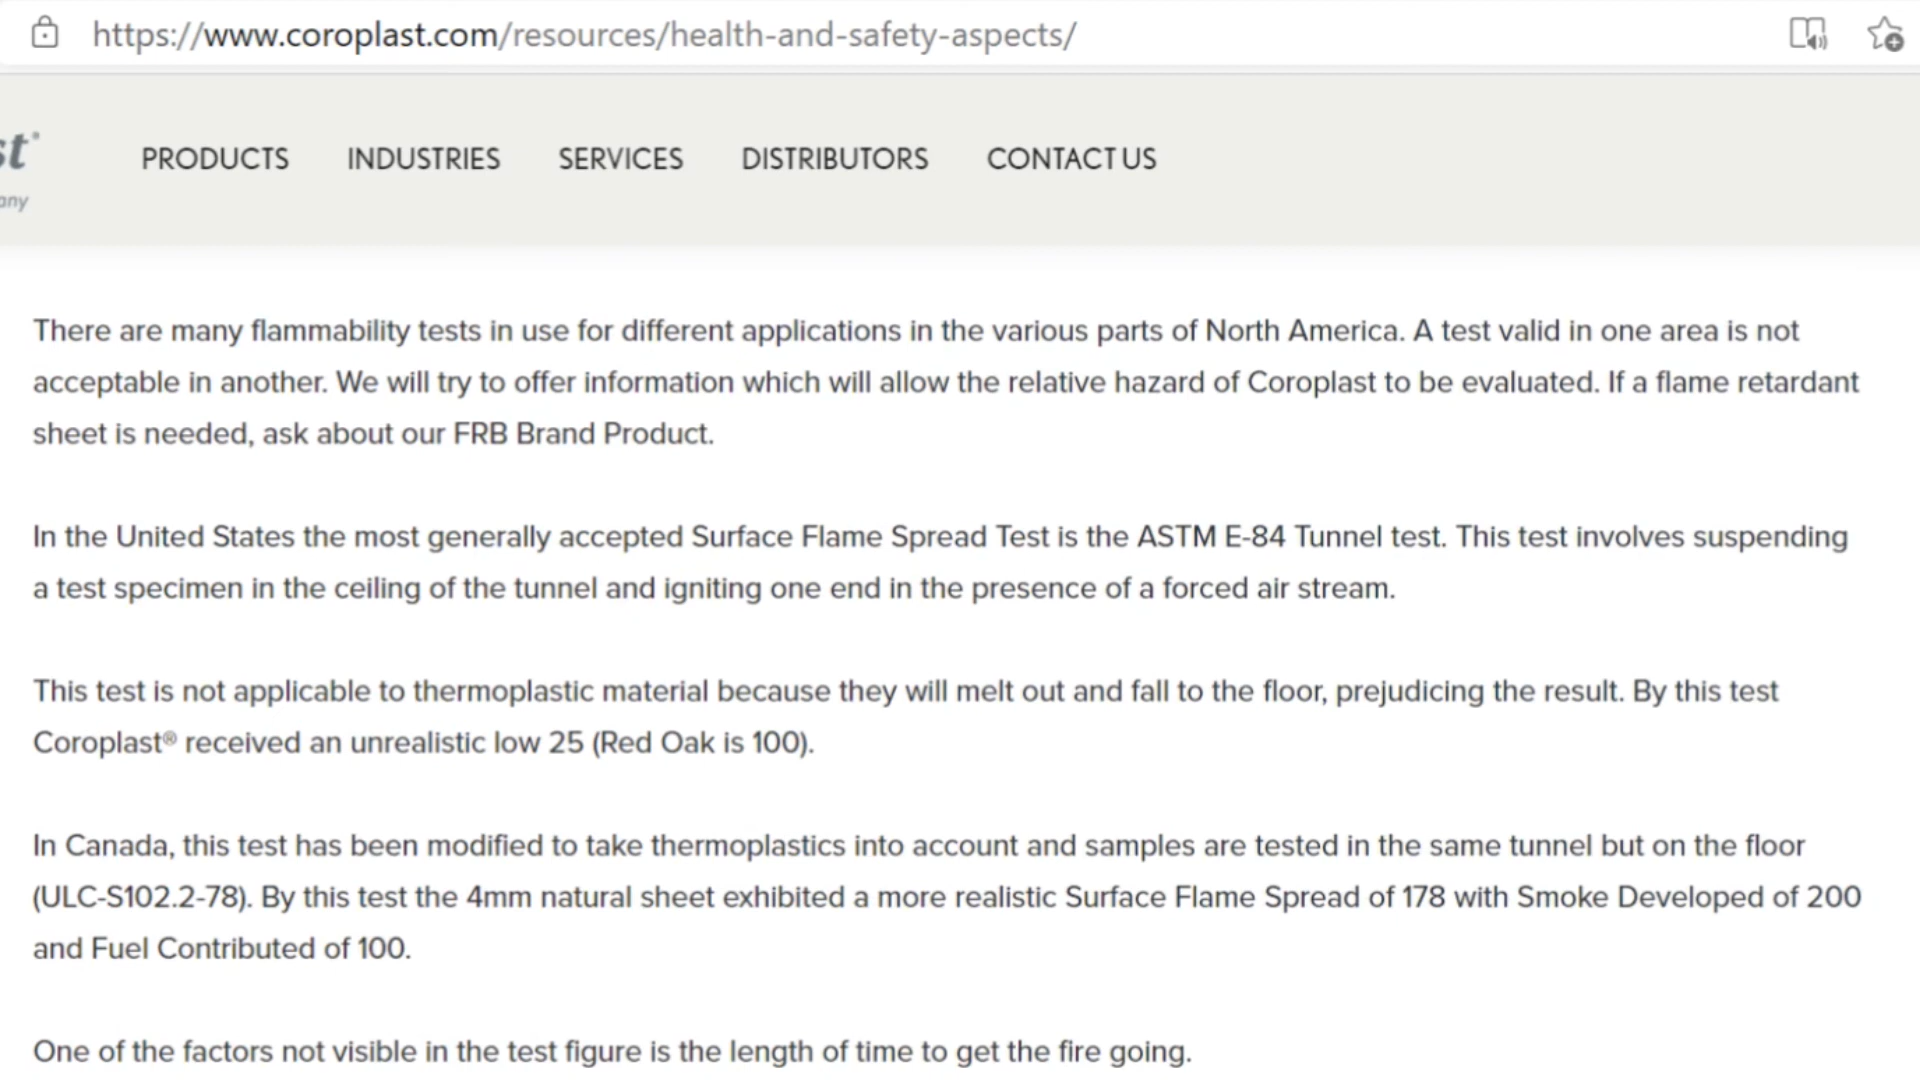 https://www.coroplast.com/resources/health-and-safety-aspects/
st®
any
PRODUCTS INDUSTRIES SERVICES DISTRIBUTORS CONTACT US
There are many flammability tests in use for different applications in the various parts of North America. A test valid in one area is not
acceptable in another. We will try to offer information which will allow the relative hazard of Coroplast to be evaluated. If a flame retardant
sheet is needed, ask about our FRB Brand Product.
In the United States the most generally accepted Surface Flame Spread Test is the ASTM E-84 Tunnel test. This test involves suspending
a test specimen in the ceiling of the tunnel and igniting one end in the presence of a forced air stream.
This test is not applicable to thermoplastic material because they will melt out and fall to the floor, prejudicing the result. By this test
Coroplast® received an unrealistic low 25 (Red Oak is 100).
In Canada, this test has been modified to take thermoplastics into account and samples are tested in the same tunnel but on the floor
(ULC-S102.2-78). By this test the 4mm natural sheet exhibited a more realistic Surface Flame Spread of 178 with Smoke Developed of 200
and Fuel Contributed of 100.
One of the factors not visible in the test figure is the length of time to get the fire going.